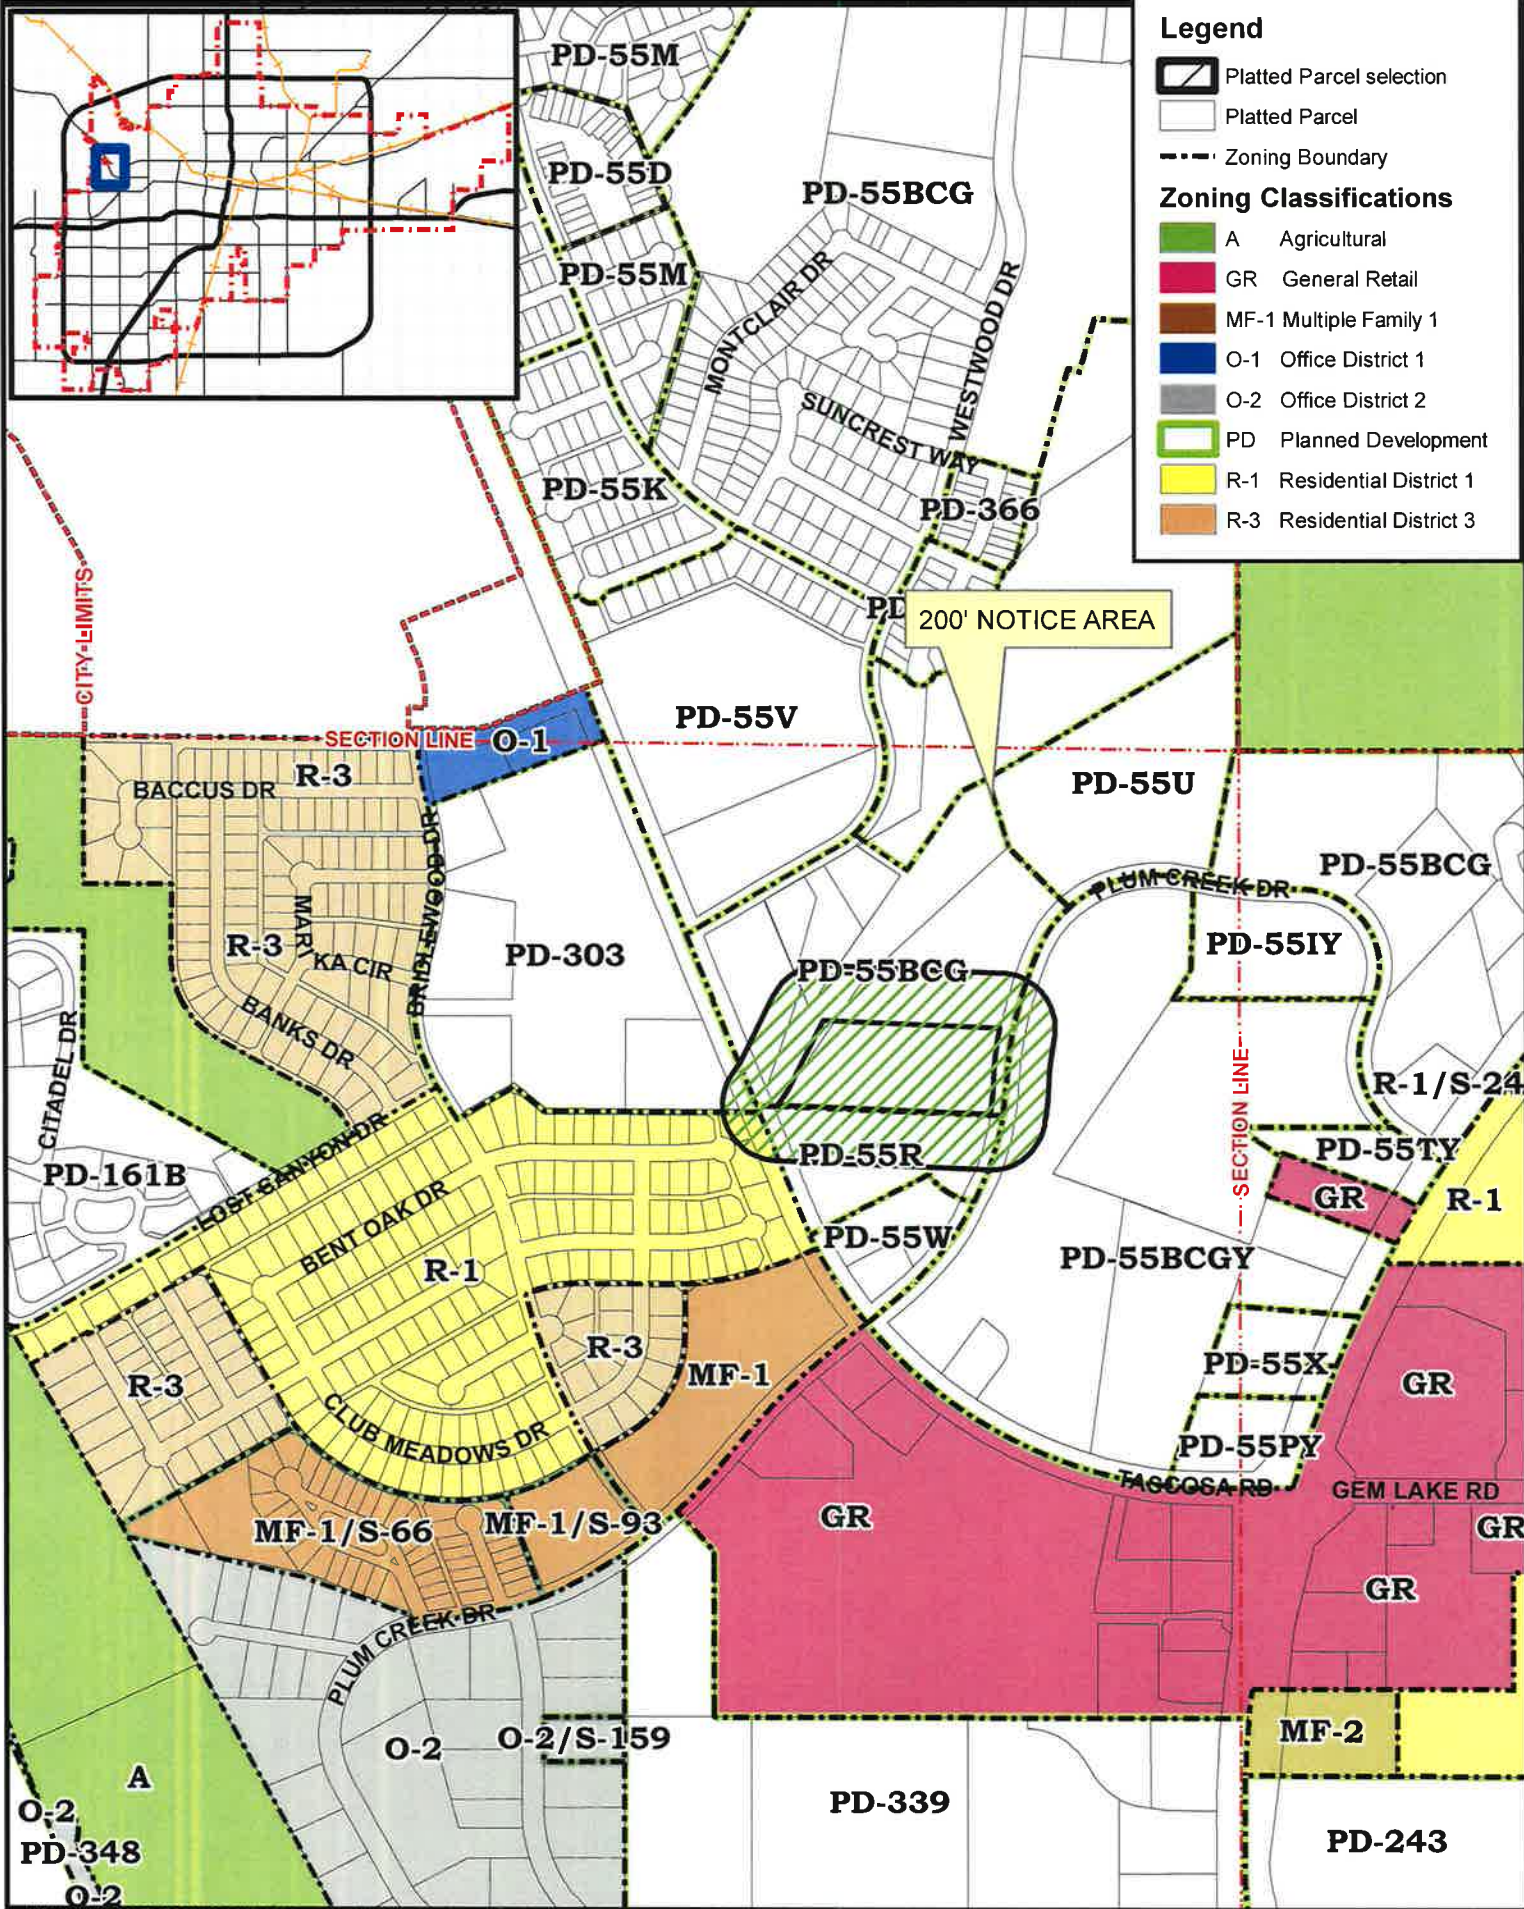 Legend
Platted Parcel selection
Platted Parcel
Zoning Boundary
Zoning Classifications
A Agricultural
GR General Retail
MF-1 Multiple Family 1
O-1 Office District 1
O-2 Office District 2
PD Planned Development
R-1 Residential District 1
R-3 Residential District 3
PD-55M
PD-55D
PD-55BCG
PD-55M
MONTCLAIR DR
WESTWOOD DR
SUNCREST WAY
PD-55K
PD-366
CITY LIMITS
PD
200' NOTICE AREA
PD-55V
SECTION LINE
O-1
R-3
BACCUS DR
PD-55U
BRIDLEWOOD DR
PD-55BCG
PLUM CREEK DR
MARY
KA CIR
R-3
PD-303
PD-55IY
PD-55BCG
BANKS DR
CITADEL DR
SECTION LINE
R-1/S-24
PD-55R
PD-55TY
PD-161B
LOST CANYON DR
GR
R-1
BENT OAK DR
PD-55W
PD-55BCGY
R-1
R-3
MF-1
PD-55X
R-3
GR
CLUB MEADOWS DR
PD-55PY
TASCOSA RD
GEM LAKE RD
MF-1/S-66
MF-1/S-93
GR
GR
GR
PLUM CREEK DR
O-2
O-2/S-159
MF-2
A
PD-339
O-2
PD-348
PD-243
O-2